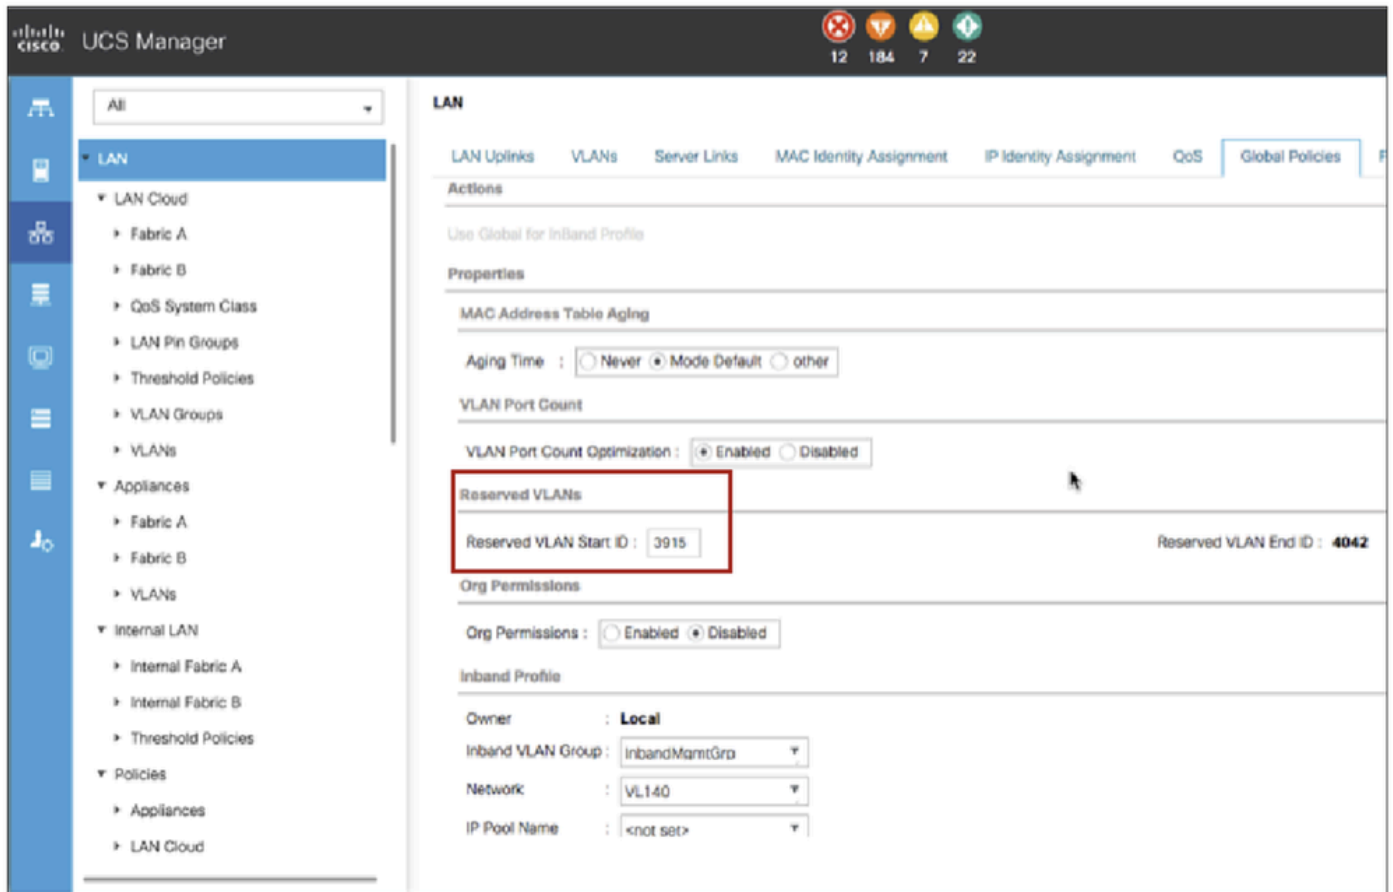 cisco UCS Manager
12 184 7 22
All
LAN
LAN Cloud
Fabric A
Fabric B
QoS System Class
LAN Pin Groups
Threshold Policies
VLAN Groups
VLANs
Appliances
Fabric A
Fabric B
VLANs
Internal LAN
Internal Fabric A
Internal Fabric B
Threshold Policies
Policies
Appliances
LAN Cloud
LAN
LAN Uplinks VLANs Server Links MAC Identity Assignment IP Identity Assignment QoS Global Policies
Actions
Use Global for Inband Profile
Properties
MAC Address Table Aging
Aging Time : Never Mode Default other
VLAN Port Count
VLAN Port Count Optimization : Enabled Disabled
Reserved VLANs
Reserved VLAN Start ID : 3915 Reserved VLAN End ID : 4042
Org Permissions
Org Permissions : Enabled Disabled
Inband Profile
Owner : Local
Inband VLAN Group : InbandMgmtGrp
Network : VL140
IP Pool Name : <not set>